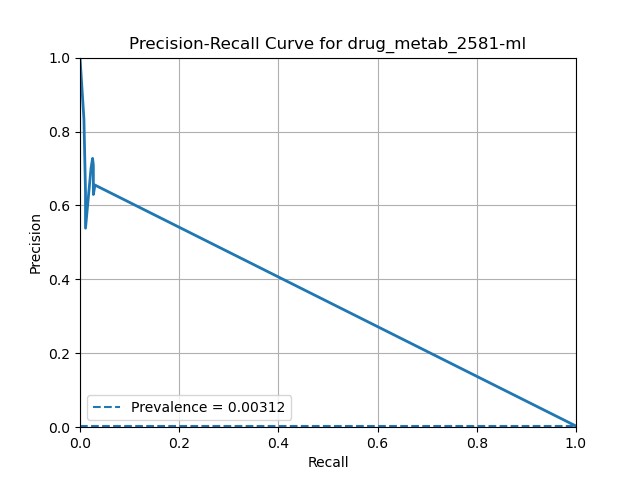 Precision-Recall Curve for drug_metab_2581-ml
1.0
0.8
0.6
0.4
0.2
0.0
Precision
Prevalence = 0.00312
0.0 0.2 0.4 0.6 0.8 1.0
Recall